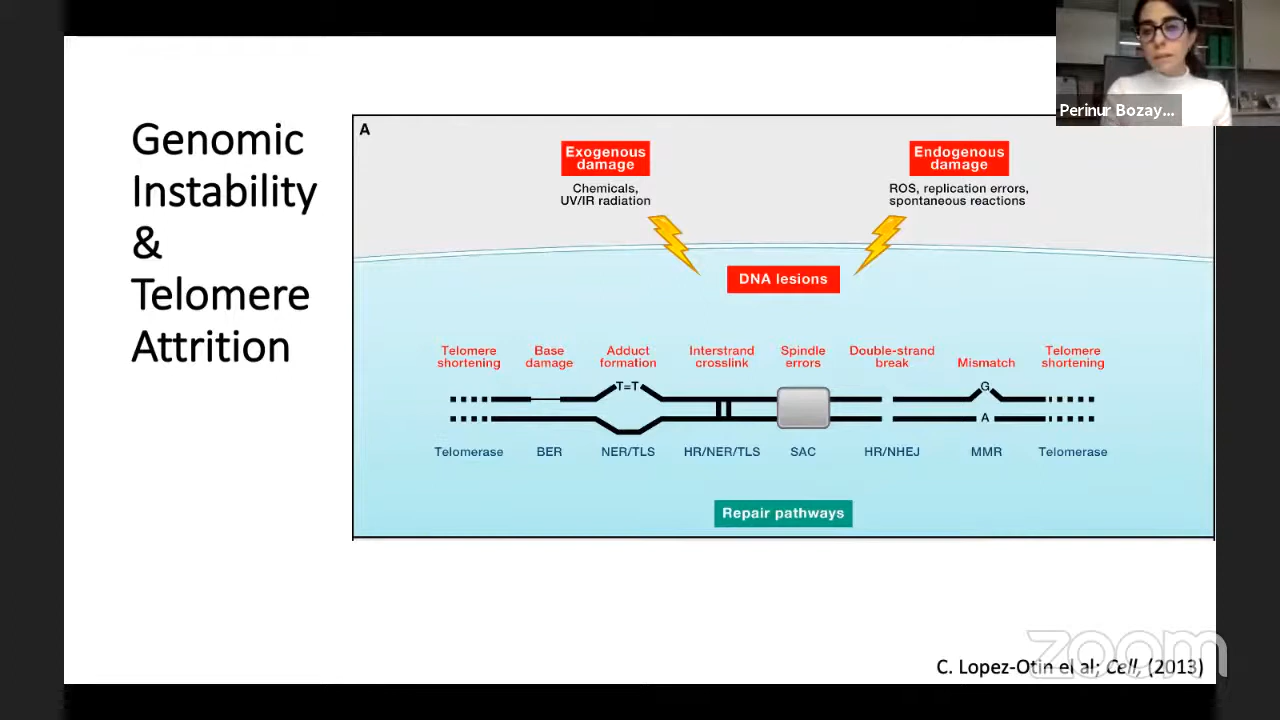 Perinur Bozay...
Genomic
Instability
&
Telomere
Attrition
A
Exogenous
damage
Chemicals,
UV/IR radiation
Endogenous
damage
ROS, replication errors,
spontaneous reactions
DNA lesions
Telomere
shortening
Base
damage
Adduct
formation
Interstrand
crosslink
Spindle
errors
Double-strand
break
Mismatch
Telomere
shortening
T=T
G
A
Telomerase
BER
NER/TLS
HR/NER/TLS
SAC
HR/NHEJ
MMR
Telomerase
Repair pathways
zoom
C. Lopez-Otin el al; Cell, (2013)